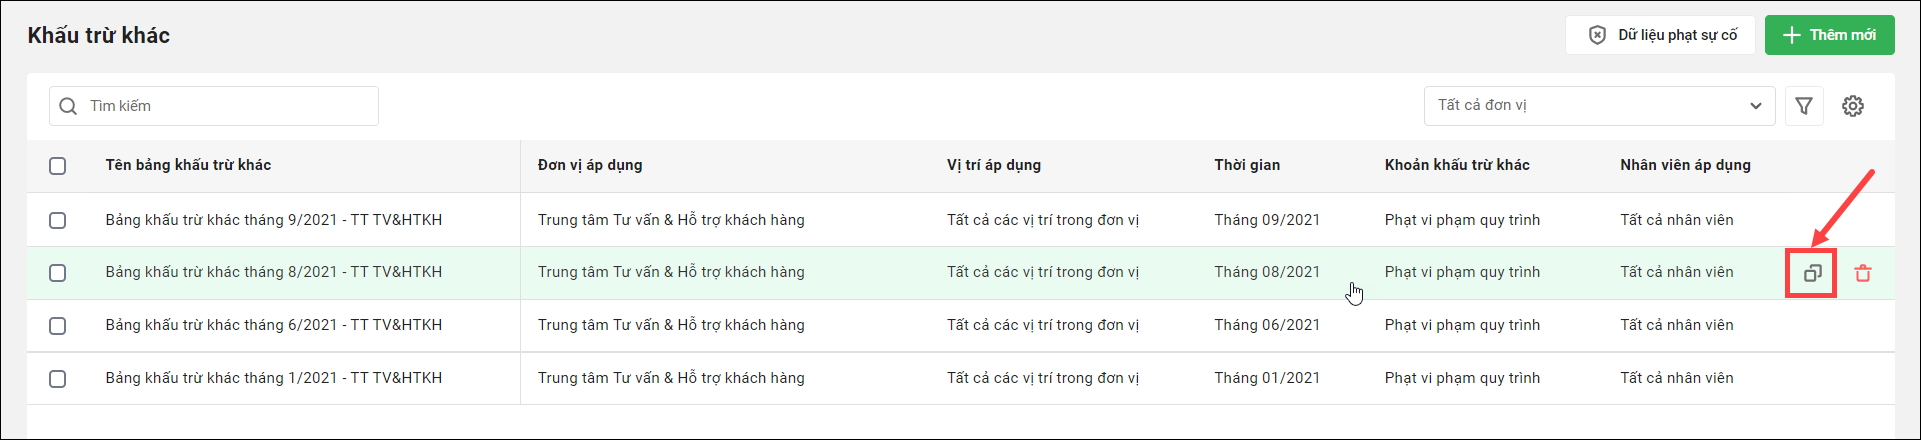 Khấu trừ khác
Dữ liệu phạt sự cố
Thêm mới
Tìm kiếm
Tất cả đơn vị
Tên bảng khấu trừ khác Đơn vị áp dụng Vị trí áp dụng Thời gian Khoản khấu trừ khác Nhân viên áp dụng
Bảng khấu trừ khác tháng 9/2021 - TT TV&HTKH Trung tâm Tư vấn & Hỗ trợ khách hàng Tất cả các vị trí trong đơn vị Tháng 09/2021 Phạt vi phạm quy trình Tất cả nhân viên
Bảng khấu trừ khác tháng 8/2021 - TT TV&HTKH Trung tâm Tư vấn & Hỗ trợ khách hàng Tất cả các vị trí trong đơn vị Tháng 08/2021 Phạt vi phạm quy trình Tất cả nhân viên
Bảng khấu trừ khác tháng 6/2021 - TT TV&HTKH Trung tâm Tư vấn & Hỗ trợ khách hàng Tất cả các vị trí trong đơn vị Tháng 06/2021 Phạt vi phạm quy trình Tất cả nhân viên
Bảng khấu trừ khác tháng 1/2021 - TT TV&HTKH Trung tâm Tư vấn & Hỗ trợ khách hàng Tất cả các vị trí trong đơn vị Tháng 01/2021 Phạt vi phạm quy trình Tất cả nhân viên